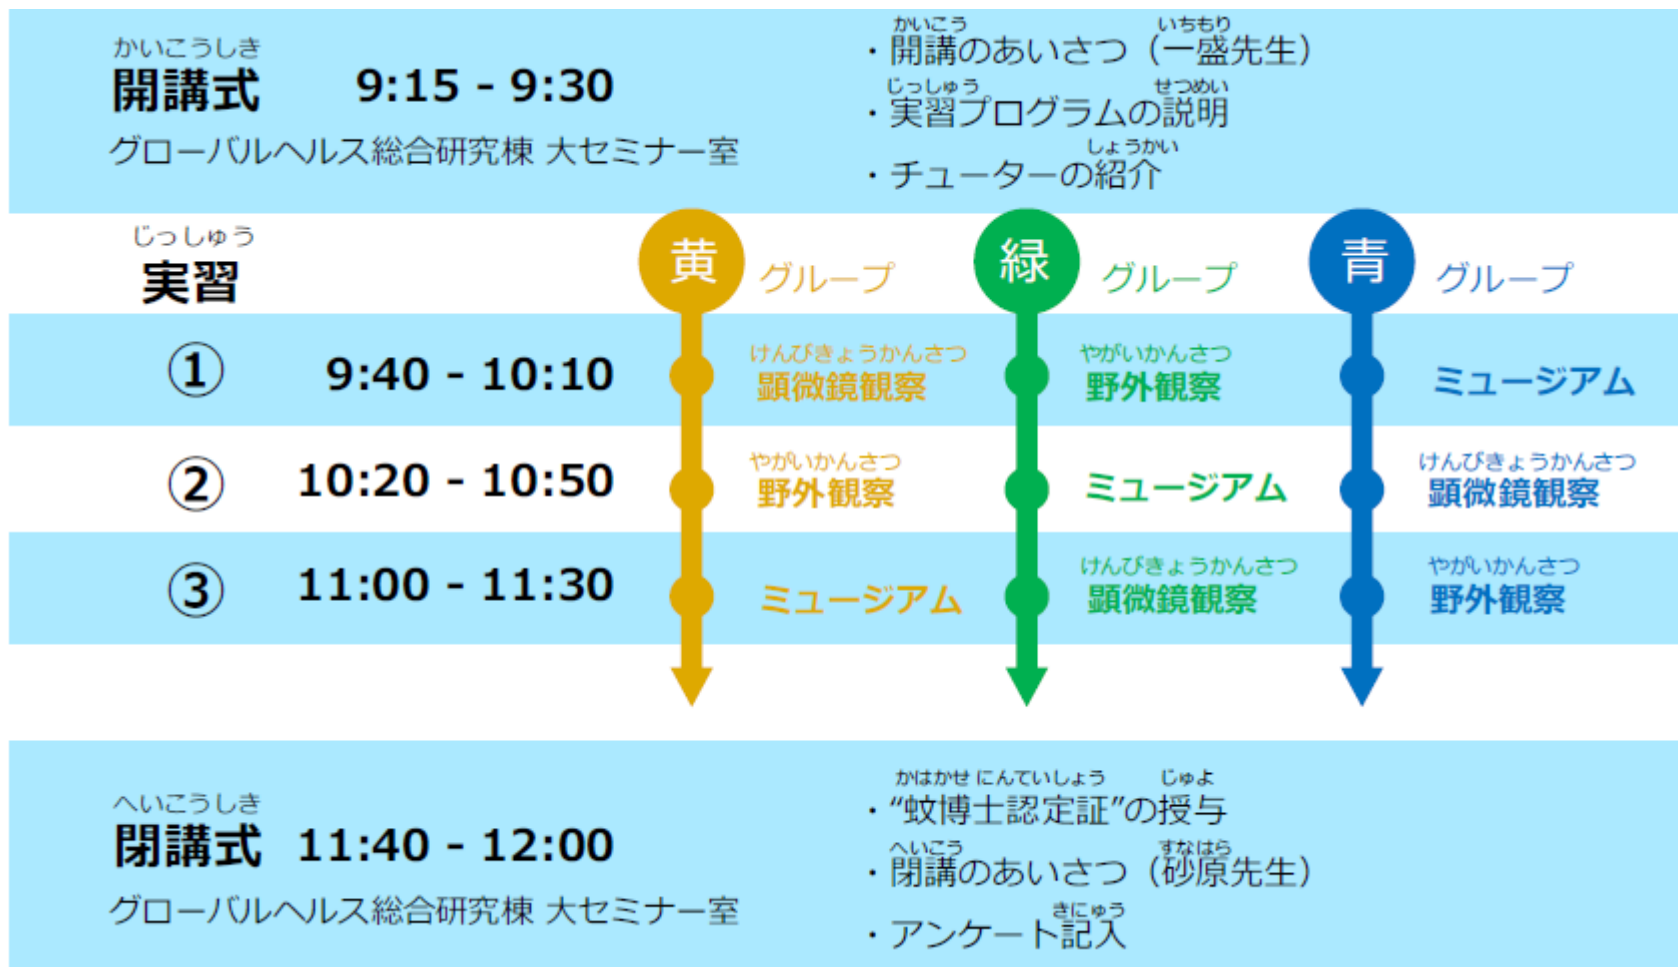 かいこうしき
開講式 9:15 - 9:30
グローバルヘルス総合研究棟 大セミナー室
かいこう いちもり
・開講のあいさつ（一盛先生）
じっしゅう せつめい
・実習プログラムの説明
しょうかい
・チューターの紹介
じっしゅう
実習
黄 グループ 緑 グループ 青 グループ
けんびきょうかんさつ やがいかんさつ
① 9:40 - 10:10 顕微鏡観察 野外観察 ミュージアム
やがいかんさつ けんびきょうかんさつ
② 10:20 - 10:50 野外観察 ミュージアム 顕微鏡観察
けんびきょうかんさつ やがいかんさつ
③ 11:00 - 11:30 ミュージアム 顕微鏡観察 野外観察
へいこうしき
閉講式 11:40 - 12:00
グローバルヘルス総合研究棟 大セミナー室
かはかせ にんていしょう じゅよ
・“蚊博士認定証”の授与
へいこう すなはら
・閉講のあいさつ（砂原先生）
きにゅう
・アンケート記入